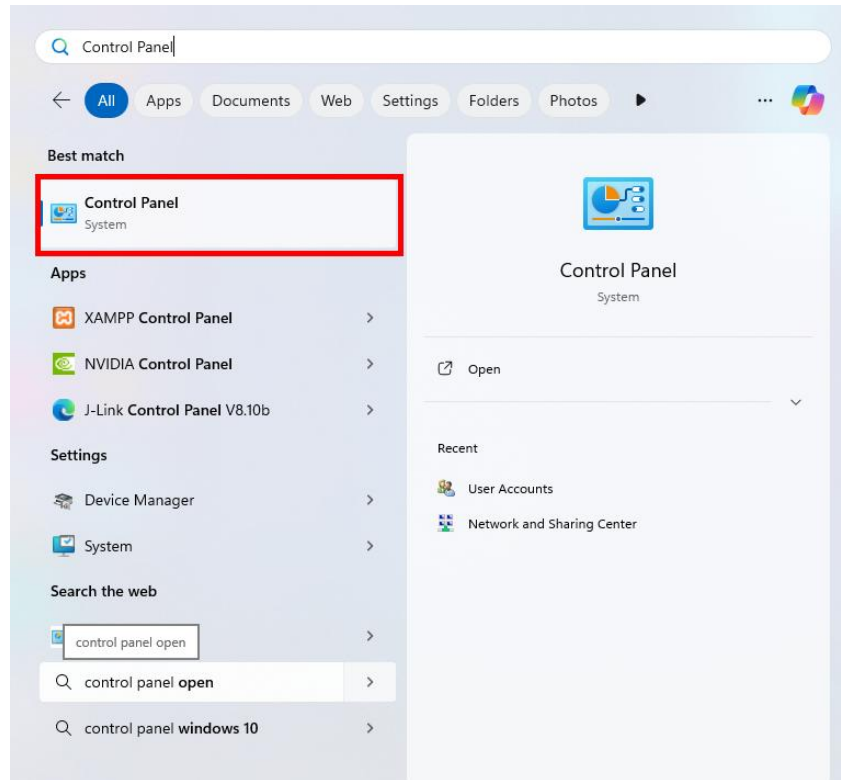 Control Panel
All Apps Documents Web Settings Folders Photos
Best match
Control Panel
System
Apps
XAMPP Control Panel
NVIDIA Control Panel
J-Link Control Panel V8.10b
Settings
Device Manager
System
Search the web
control panel open
control panel open
control panel windows 10
Control Panel
System
Open
Recent
User Accounts
Network and Sharing Center